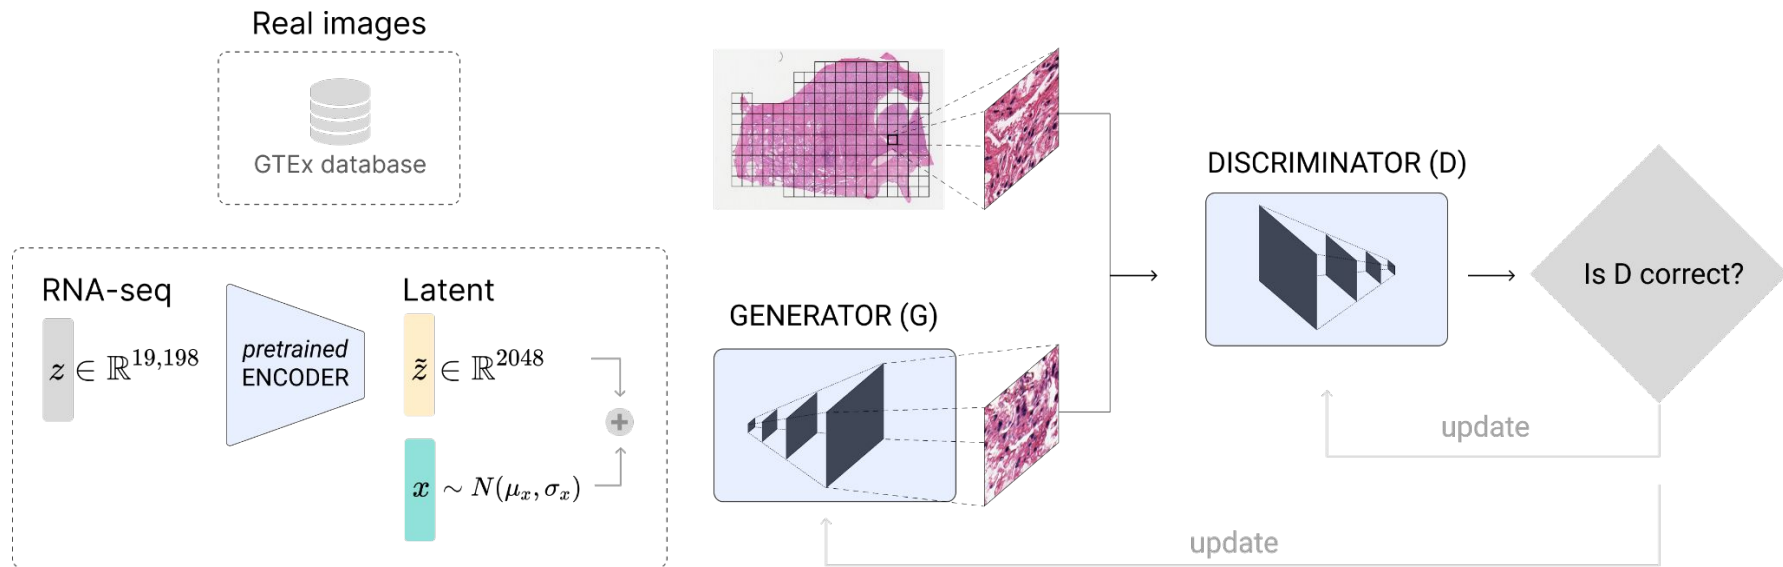 Real images
GTEx database
RNA-seq
z ∈ ℝ^{19,198}
pretrained
ENCODER
Latent
z̃ ∈ ℝ^{2048}
x ∼ N(μ_x, σ_x)
+
GENERATOR (G)
DISCRIMINATOR (D)
Is D correct?
update
update